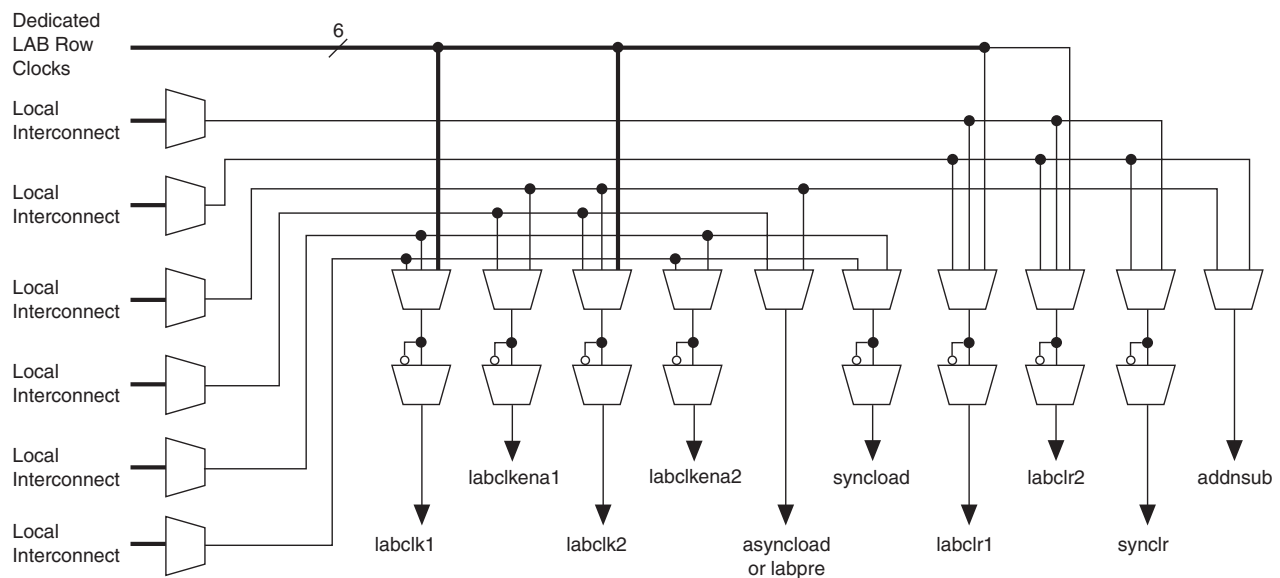 Dedicated
LAB Row
Clocks
6
Local
Interconnect
Local
Interconnect
Local
Interconnect
Local
Interconnect
Local
Interconnect
Local
Interconnect
labclkena1
labclkena2
syncload
labclr2
addnsub
labclk1
labclk2
asyncload
or labpre
labclr1
synclr